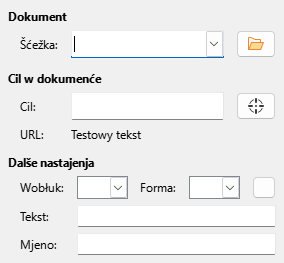 Dokument
Šćežka:
Cil w dokumenće
Cil:
URL: Testowy tekst
Dalše nastajenja
Wobłuk: Forma:
Tekst:
Mjeno: